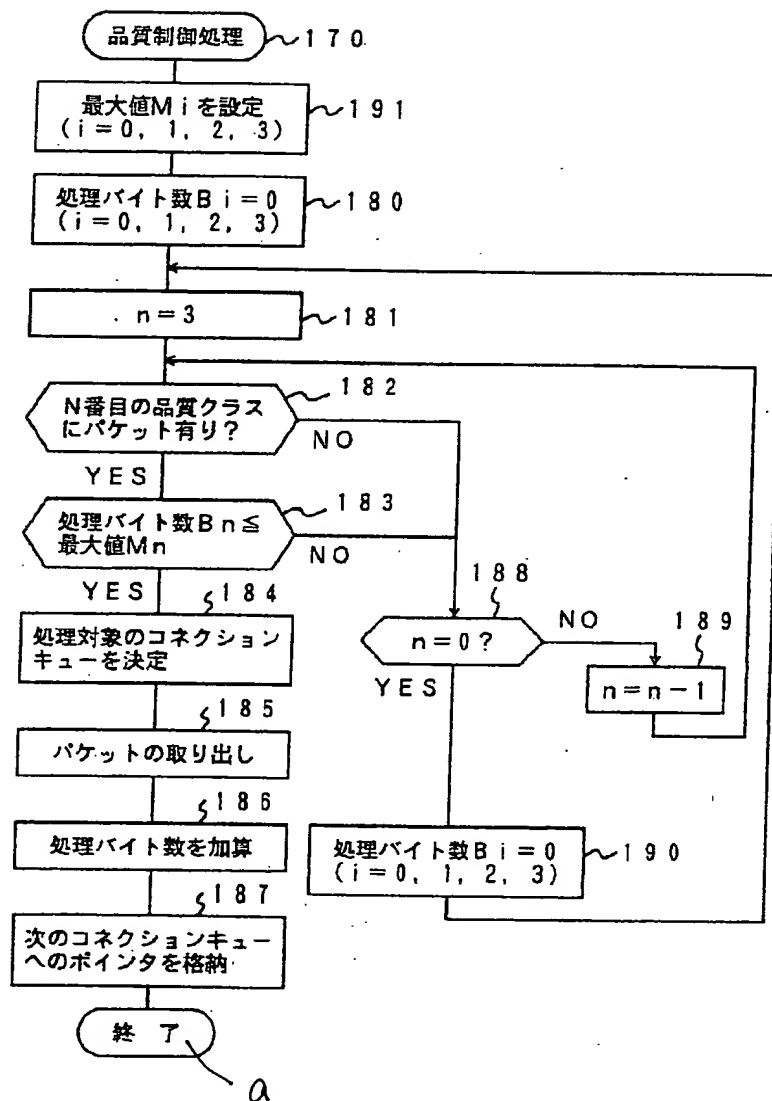 品質制御処理
170
最大値Miを設定
(i=0, 1, 2, 3)
191
処理バイト数Bi=0
(i=0, 1, 2, 3)
180
n=3
181
N番目の品質クラス
にパケット有り?
182
NO
YES
処理バイト数Bn≦
最大値Mn
183
NO
YES
184
処理対象のコネクション
キューを決定
185
パケットの取り出し
186
処理バイト数を加算
187
次のコネクションキュー
へのポインタを格納
終 了
a
188
n=0?
NO
YES
189
n=n-1
処理バイト数Bi=0
(i=0, 1, 2, 3)
190